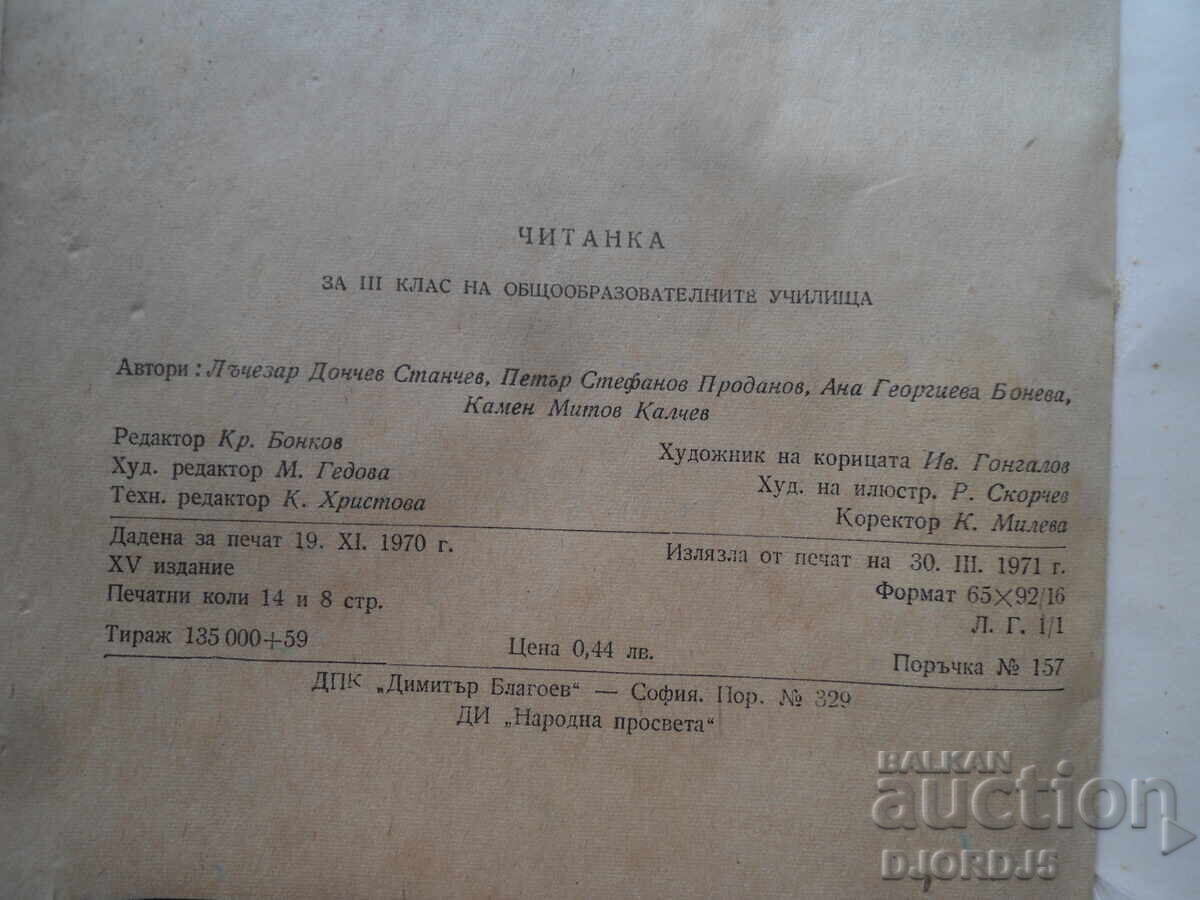 ЧИТАНКА
ЗА III КЛАС НА ОБЩООБРАЗОВАТЕЛНИТЕ УЧИЛИЩА
Автори: Лъчезар Дончев Станчев, Петър Стефанов Проданов, Ана Георгиева Бонева,
Камен Митов Калчев
Редактор Кр. Бонков
Худ. редактор М. Гедова
Техн. редактор К. Христова
Художник на корицата Ив. Гонгалов
Худ. на илюстр. Р. Скорчев
Коректор К. Милева
Дадена за печат 19. XI. 1970 г.
XV издание
Печатни коли 14 и 8 стр.
Тираж 135 000+59
Излязла от печат на 30. III. 1971 г.
Формат 65×92/16
Л. Г. I/1
Цена 0,44 лв.
Поръчка № 157
ДПК „Димитър Благоев“ — София. Пор. № 329
ДИ „Народна просвета“
BALKAN
auction
DJORDJ5